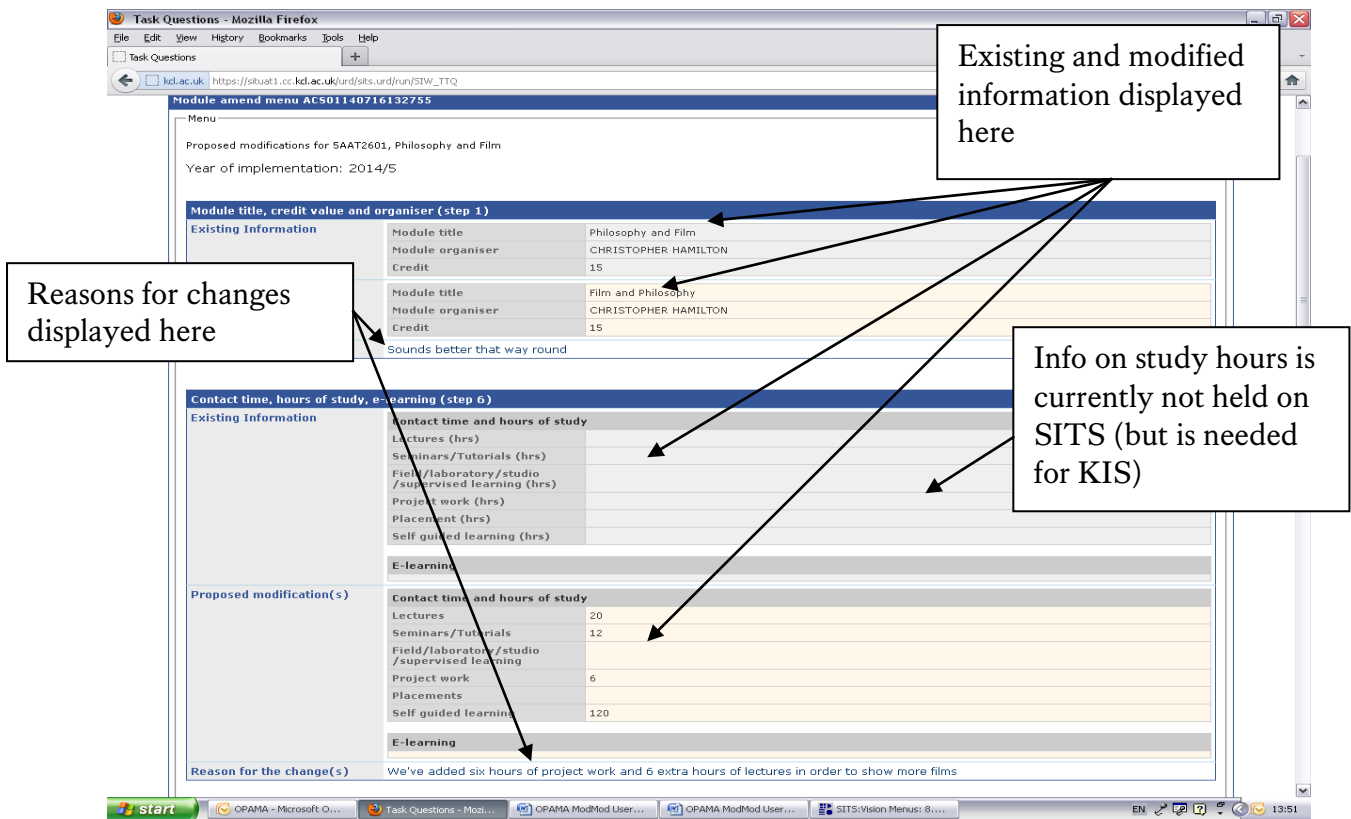 Task Questions - Mozilla Firefox
File Edit View History Bookmarks Tools Help
Task Questions +
kcl.ac.uk https://situat1.cc.kcl.ac.uk/urd/sits.urd/run/SIW_TTQ
Module amend menu ACS01140716132755
Menu
Proposed modifications for 5AAT2601, Philosophy and Film
Year of implementation: 2014/5
Existing and modified
information displayed
here
Module title, credit value and organiser (step 1)
Existing Information
Module title Philosophy and Film
Module organiser CHRISTOPHER HAMILTON
Credit 15
Reasons for changes
displayed here
Module title Film and Philosophy
Module organiser CHRISTOPHER HAMILTON
Credit 15
Sounds better that way round
Info on study hours is
currently not held on
SITS (but is needed
for KIS)
Contact time, hours of study, e-learning (step 6)
Existing Information
Contact time and hours of study
Lectures (hrs)
Seminars/Tutorials (hrs)
Field/laboratory/studio
/supervised learning (hrs)
Project work (hrs)
Placement (hrs)
Self guided learning (hrs)
E-learning
Proposed modification(s)
Contact time and hours of study
Lectures 20
Seminars/Tutorials 12
Field/laboratory/studio
/supervised learning
Project work 6
Placements
Self guided learning 120
E-learning
Reason for the change(s) We've added six hours of project work and 6 extra hours of lectures in order to show more films
start OPAMA - Microsoft O... Task Questions - Mozi... OPAMA ModMod User... OPAMA ModMod User... SITS:Vision Menus: 8.... EN 13:51